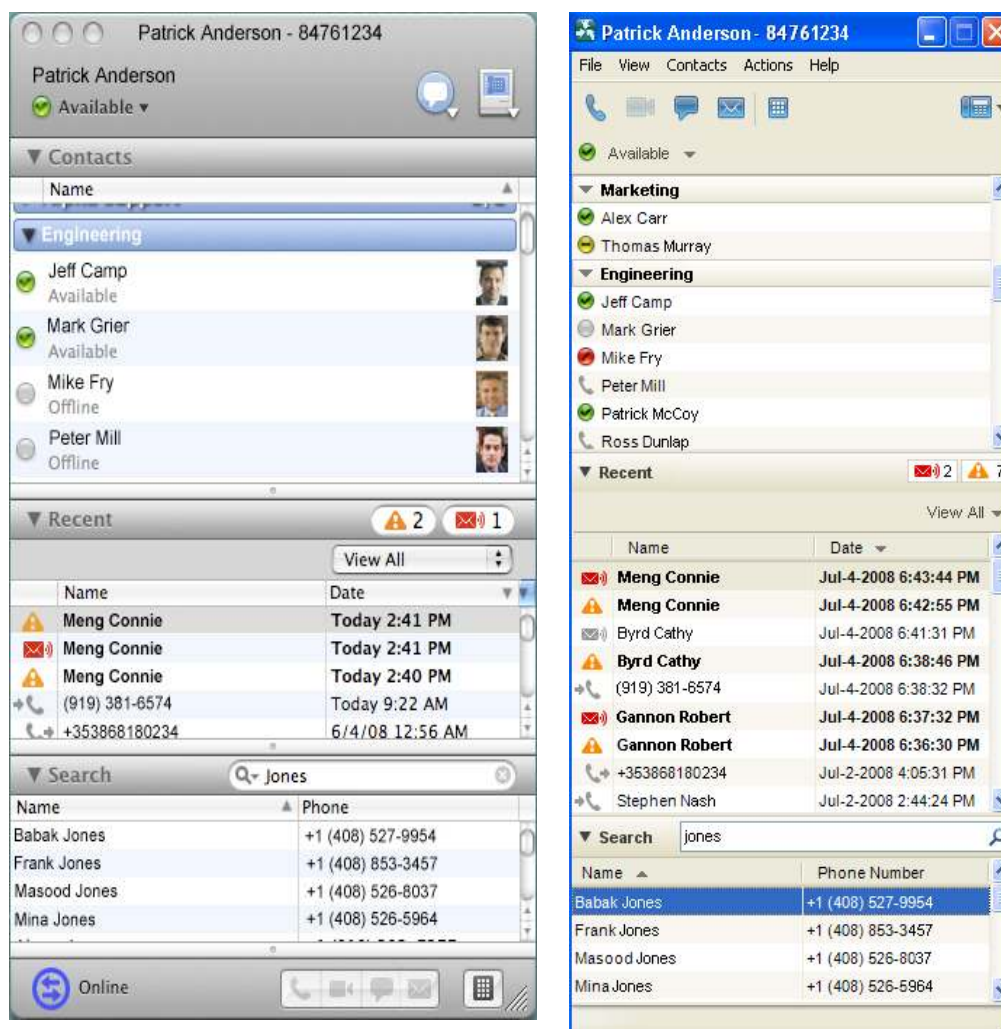 Patrick Anderson - 84761234
Patrick Anderson
Available
Contacts
Name
Engineering
Jeff Camp
Available
Mark Grier
Available
Mike Fry
Offline
Peter Mill
Offline
Recent 2 1
View All
Name Date
Meng Connie Today 2:41 PM
Meng Connie Today 2:41 PM
Meng Connie Today 2:40 PM
(919) 381-6574 Today 9:22 AM
+353868180234 6/4/08 12:56 AM
Search Jones
Name Phone
Babak Jones +1 (408) 527-9954
Frank Jones +1 (408) 853-3457
Masood Jones +1 (408) 526-8037
Mina Jones +1 (408) 526-5964
Online
Patrick Anderson - 84761234
File View Contacts Actions Help
Available
Marketing
Alex Carr
Thomas Murray
Engineering
Jeff Camp
Mark Grier
Mike Fry
Peter Mill
Patrick McCoy
Ross Dunlap
Recent 2 7
View All
Name Date
Meng Connie Jul-4-2008 6:43:44 PM
Meng Connie Jul-4-2008 6:42:55 PM
Byrd Cathy Jul-4-2008 6:41:31 PM
Byrd Cathy Jul-4-2008 6:38:46 PM
(919) 381-6574 Jul-4-2008 6:38:32 PM
Gannon Robert Jul-4-2008 6:37:32 PM
Gannon Robert Jul-4-2008 6:36:30 PM
+353868180234 Jul-2-2008 4:05:31 PM
Stephen Nash Jul-2-2008 2:44:24 PM
Search jones
Name Phone Number
Babak Jones +1 (408) 527-9954
Frank Jones +1 (408) 853-3457
Masood Jones +1 (408) 526-8037
Mina Jones +1 (408) 526-5964